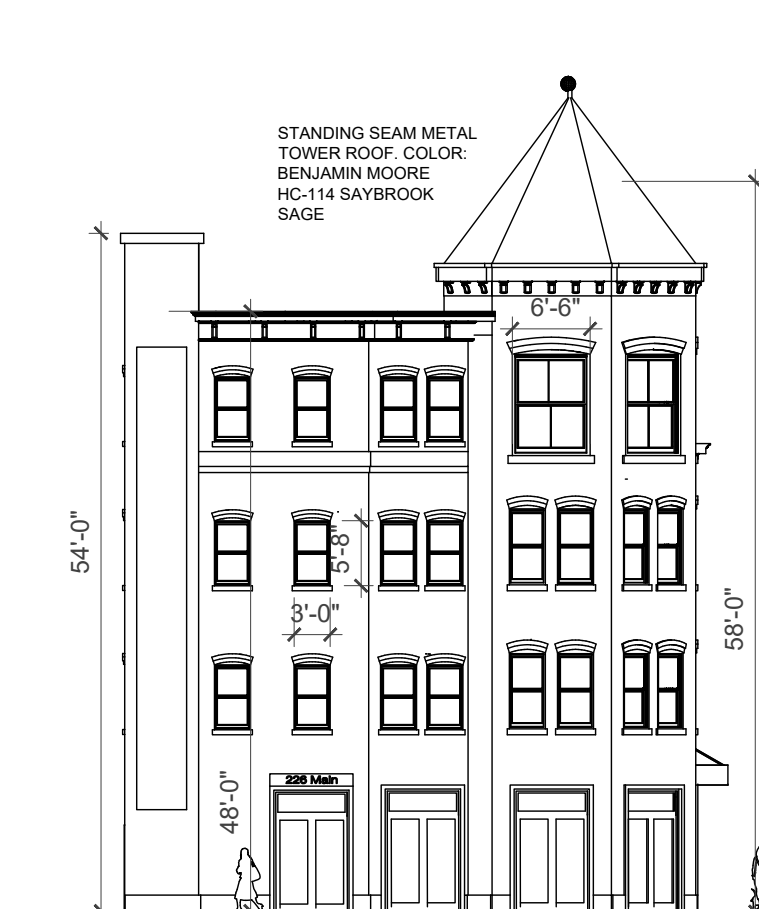 STANDING SEAM METAL
TOWER ROOF. COLOR:
BENJAMIN MOORE
HC-114 SAYBROOK
SAGE
6'-6"
54'-0"
5'-8"
3'-0"
58'-0"
48'-0"
226 Main